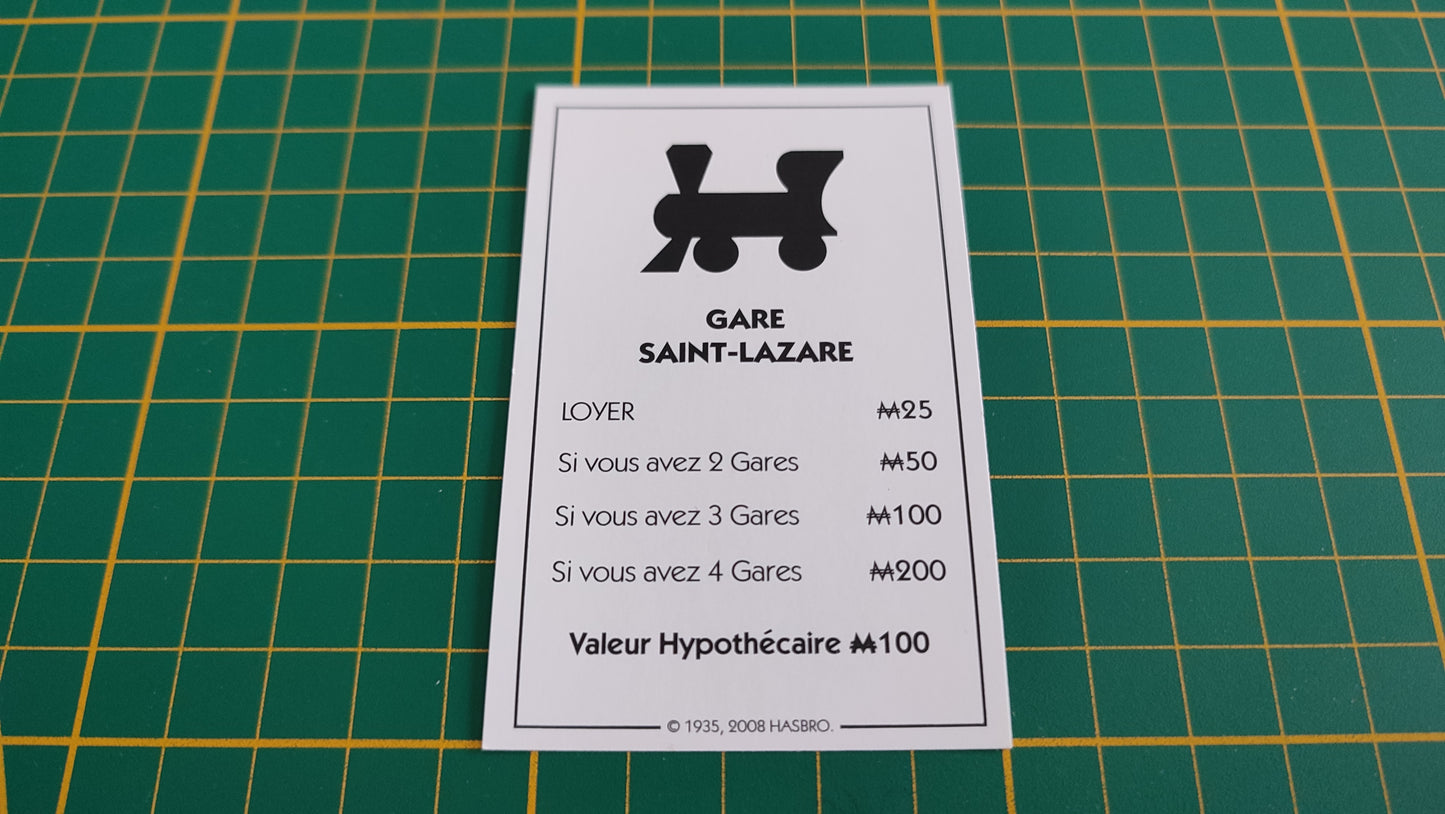 GARE
SAINT-LAZARE
LOYER ₩25
Si vous avez 2 Gares ₩50
Si vous avez 3 Gares ₩100
Si vous avez 4 Gares ₩200
Valeur Hypothécaire ₩100
© 1935, 2008 HASBRO.